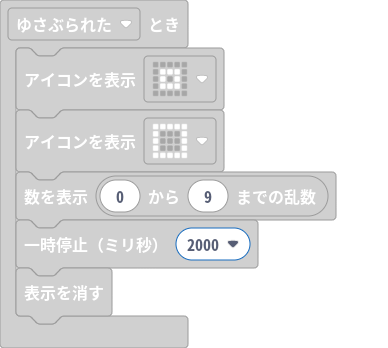 ゆさぶられた とき
アイコンを表示
アイコンを表示
数を表示 0 から 9 までの乱数
一時停止（ミリ秒） 2000
表示を消す